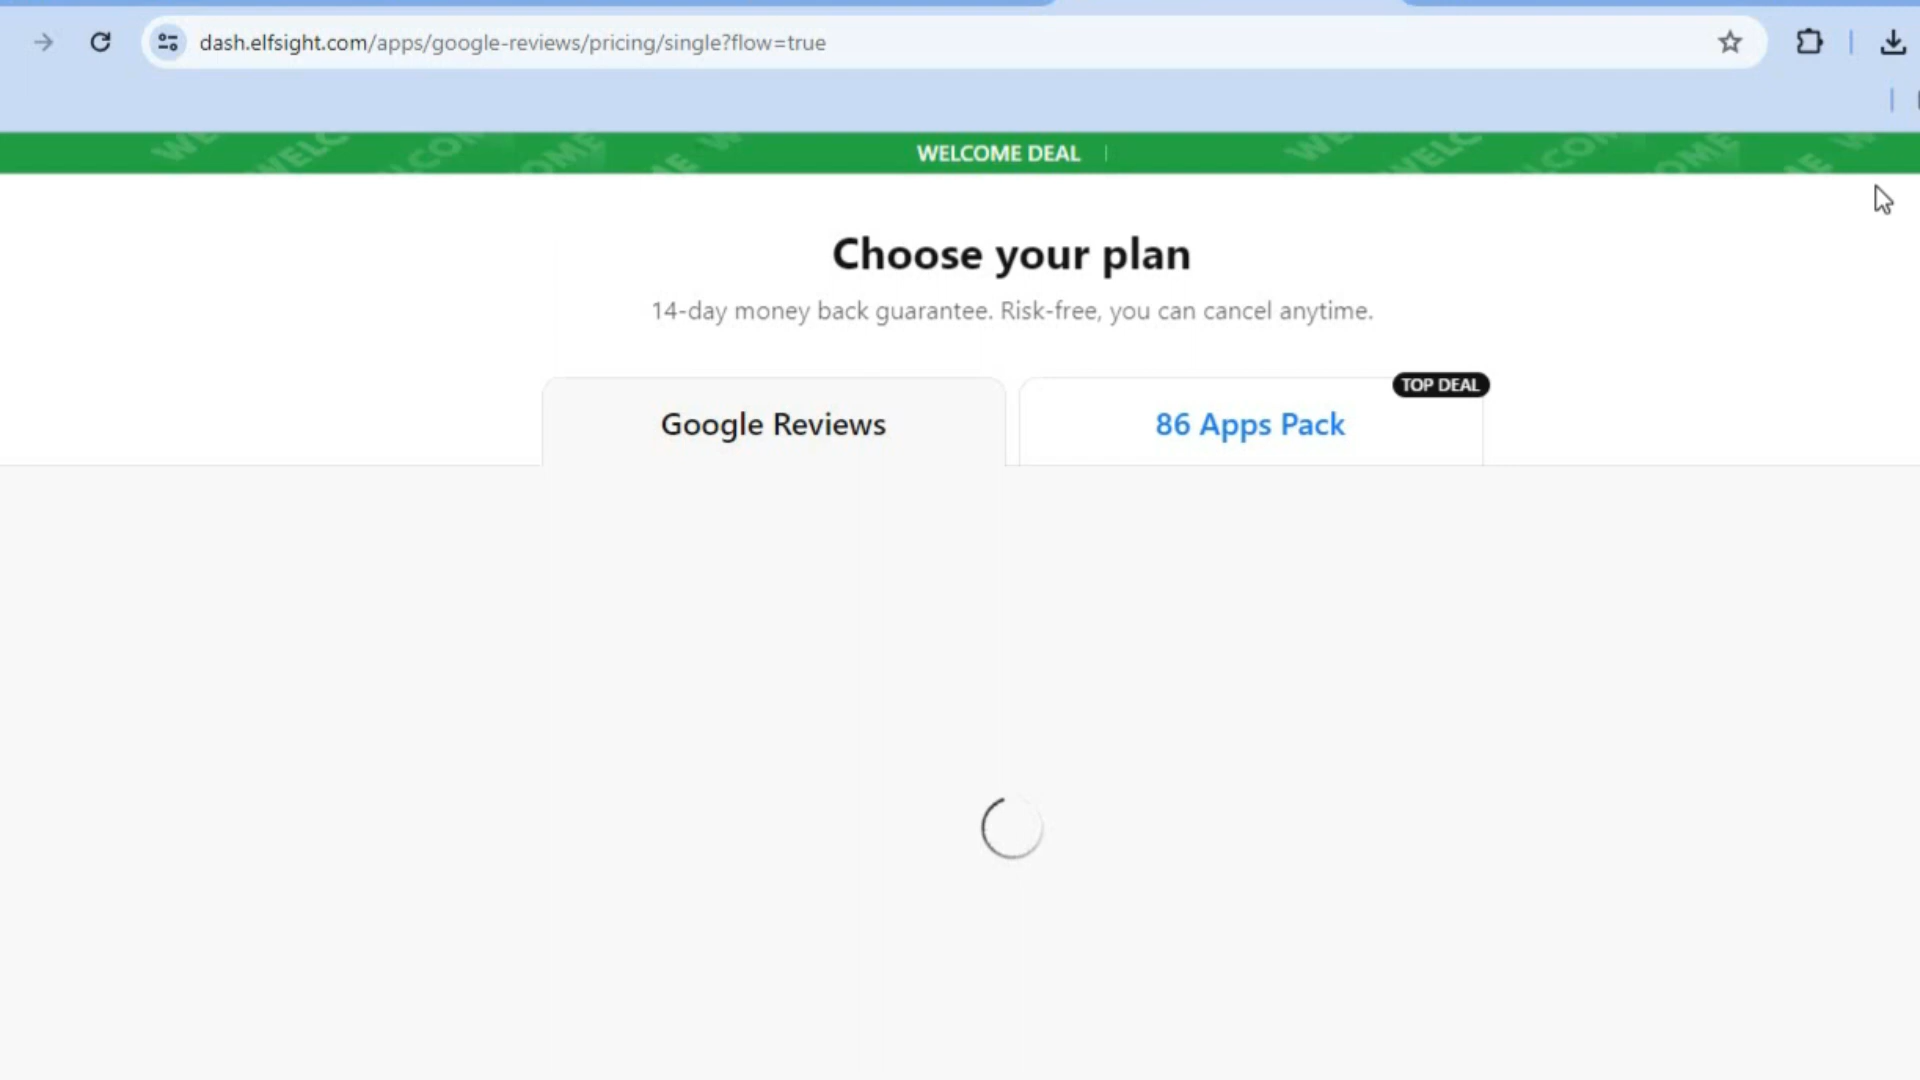 dash.elfsight.com/apps/google-reviews/pricing/single?flow=true
WELCOME DEAL
Choose your plan
14-day money back guarantee. Risk-free, you can cancel anytime.
TOP DEAL
Google Reviews
86 Apps Pack